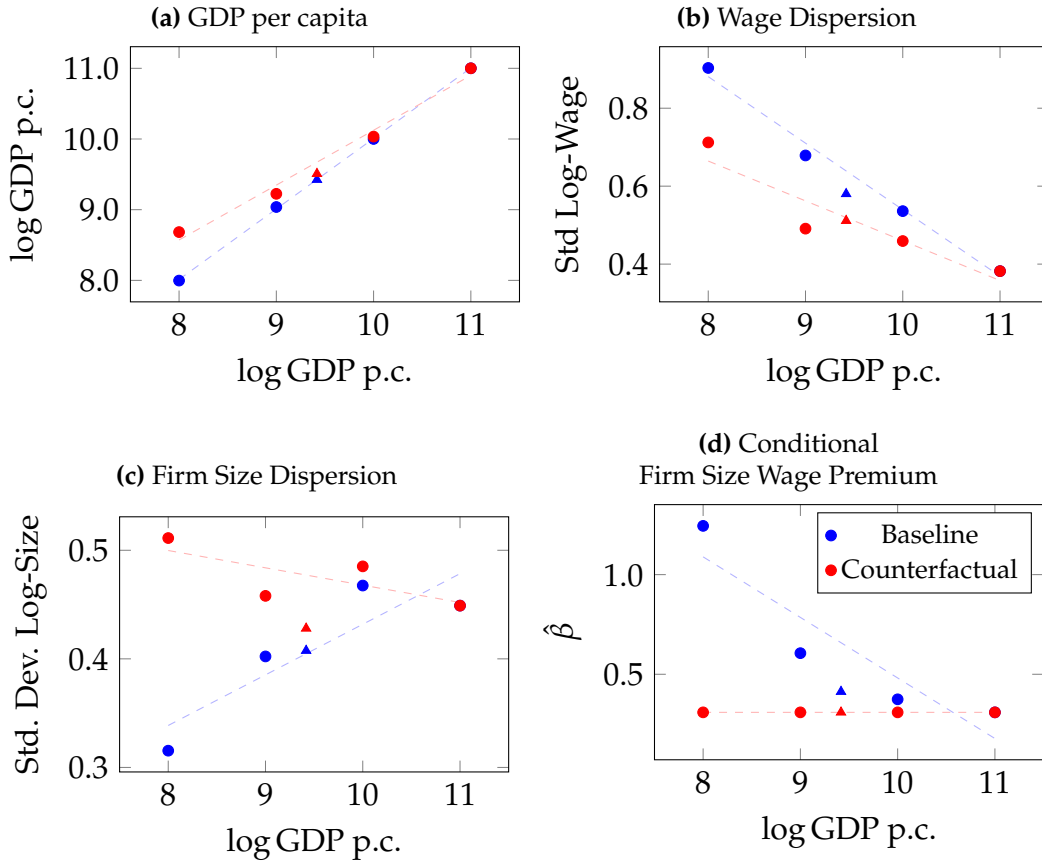 (a) GDP per capita
log GDP p.c.
11.0
10.0
9.0
8.0
8 9 10 11
log GDP p.c.
(b) Wage Dispersion
Std Log-Wage
0.8
0.6
0.4
8 9 10 11
log GDP p.c.
(c) Firm Size Dispersion
Std. Dev. Log-Size
0.5
0.4
0.3
8 9 10 11
log GDP p.c.
(d) Conditional
Firm Size Wage Premium
β̂
1.0
0.5
Baseline
Counterfactual
8 9 10 11
log GDP p.c.